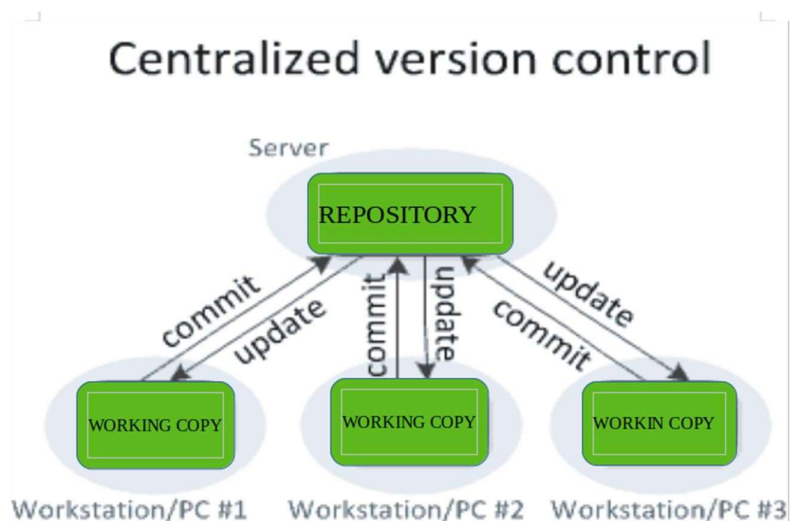 Centralized version control
Server
REPOSITORY
commit
update
commit
update
update
commit
WORKING COPY
WORKING COPY
WORKIN COPY
Workstation/PC #1
Workstation/PC #2
Workstation/PC #3